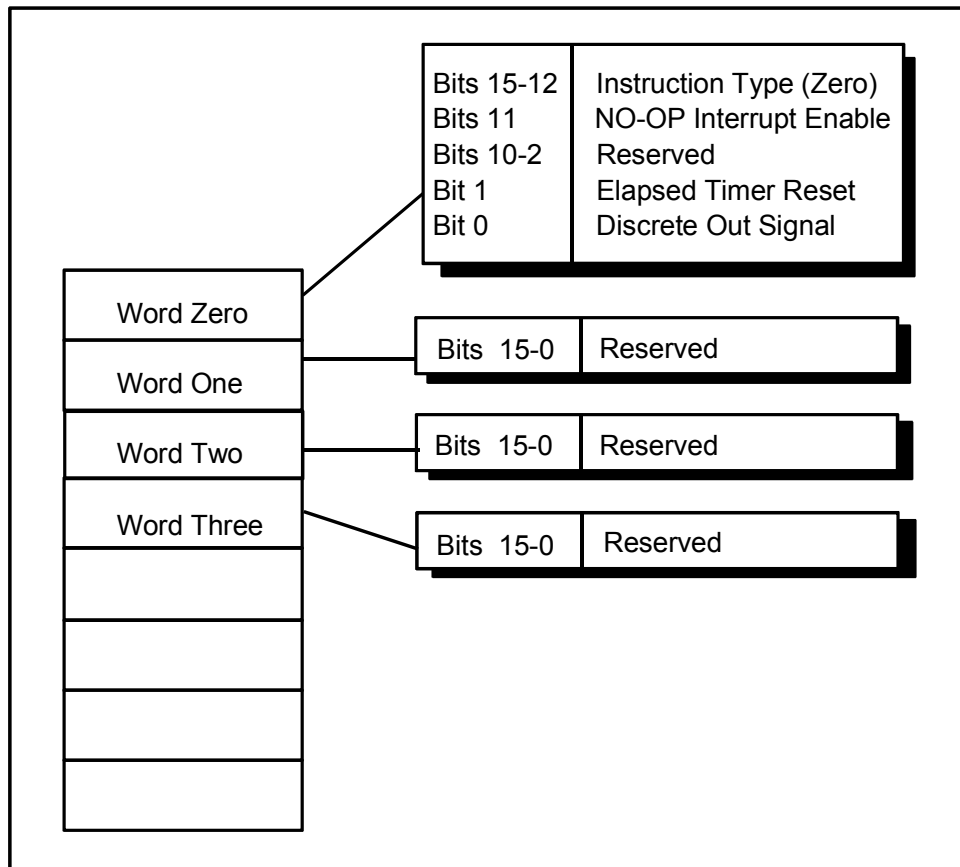 Bits 15-12 Instruction Type (Zero)
Bits 11 NO-OP Interrupt Enable
Bits 10-2 Reserved
Bit 1 Elapsed Timer Reset
Bit 0 Discrete Out Signal
Word Zero
Bits 15-0 Reserved
Word One
Bits 15-0 Reserved
Word Two
Bits 15-0 Reserved
Word Three